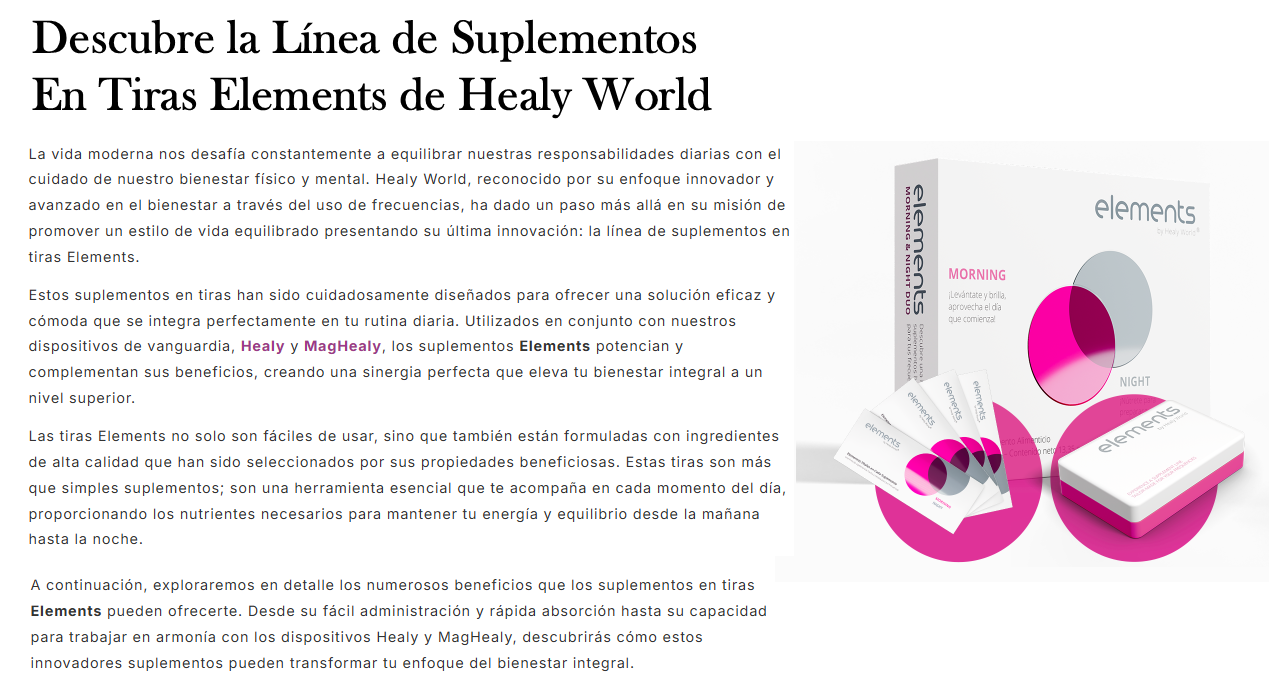 Descubre la Línea de Suplementos
En Tiras Elements de Healy World
La vida moderna nos desafía constantemente a equilibrar nuestras responsabilidades diarias con el
cuidado de nuestro bienestar físico y mental. Healy World, reconocido por su enfoque innovador y
avanzado en el bienestar a través del uso de frecuencias, ha dado un paso más allá en su misión de
promover un estilo de vida equilibrado presentando su última innovación: la línea de suplementos en
tiras Elements.
Estos suplementos en tiras han sido cuidadosamente diseñados para ofrecer una solución eficaz y
cómoda que se integra perfectamente en tu rutina diaria. Utilizados en conjunto con nuestros
dispositivos de vanguardia, Healy y MagHealy, los suplementos Elements potencian y
complementan sus beneficios, creando una sinergia perfecta que eleva tu bienestar integral a un
nivel superior.
Las tiras Elements no solo son fáciles de usar, sino que también están formuladas con ingredientes
de alta calidad que han sido seleccionados por sus propiedades beneficiosas. Estas tiras son más
que simples suplementos; son una herramienta esencial que te acompaña en cada momento del día,
proporcionando los nutrientes necesarios para mantener tu energía y equilibrio desde la mañana
hasta la noche.
A continuación, exploraremos en detalle los numerosos beneficios que los suplementos en tiras
Elements pueden ofrecerte. Desde su fácil administración y rápida absorción hasta su capacidad
para trabajar en armonía con los dispositivos Healy y MagHealy, descubrirás cómo estos
innovadores suplementos pueden transformar tu enfoque del bienestar integral.
elements
MORNING & NIGHT DUO
elements
by Healy World®
MORNING
¡Levántate y brilla,
aprovecha el día
que comienza!
NIGHT
Contenido neto
elements
elements
elements
elements
elements
by Healy World